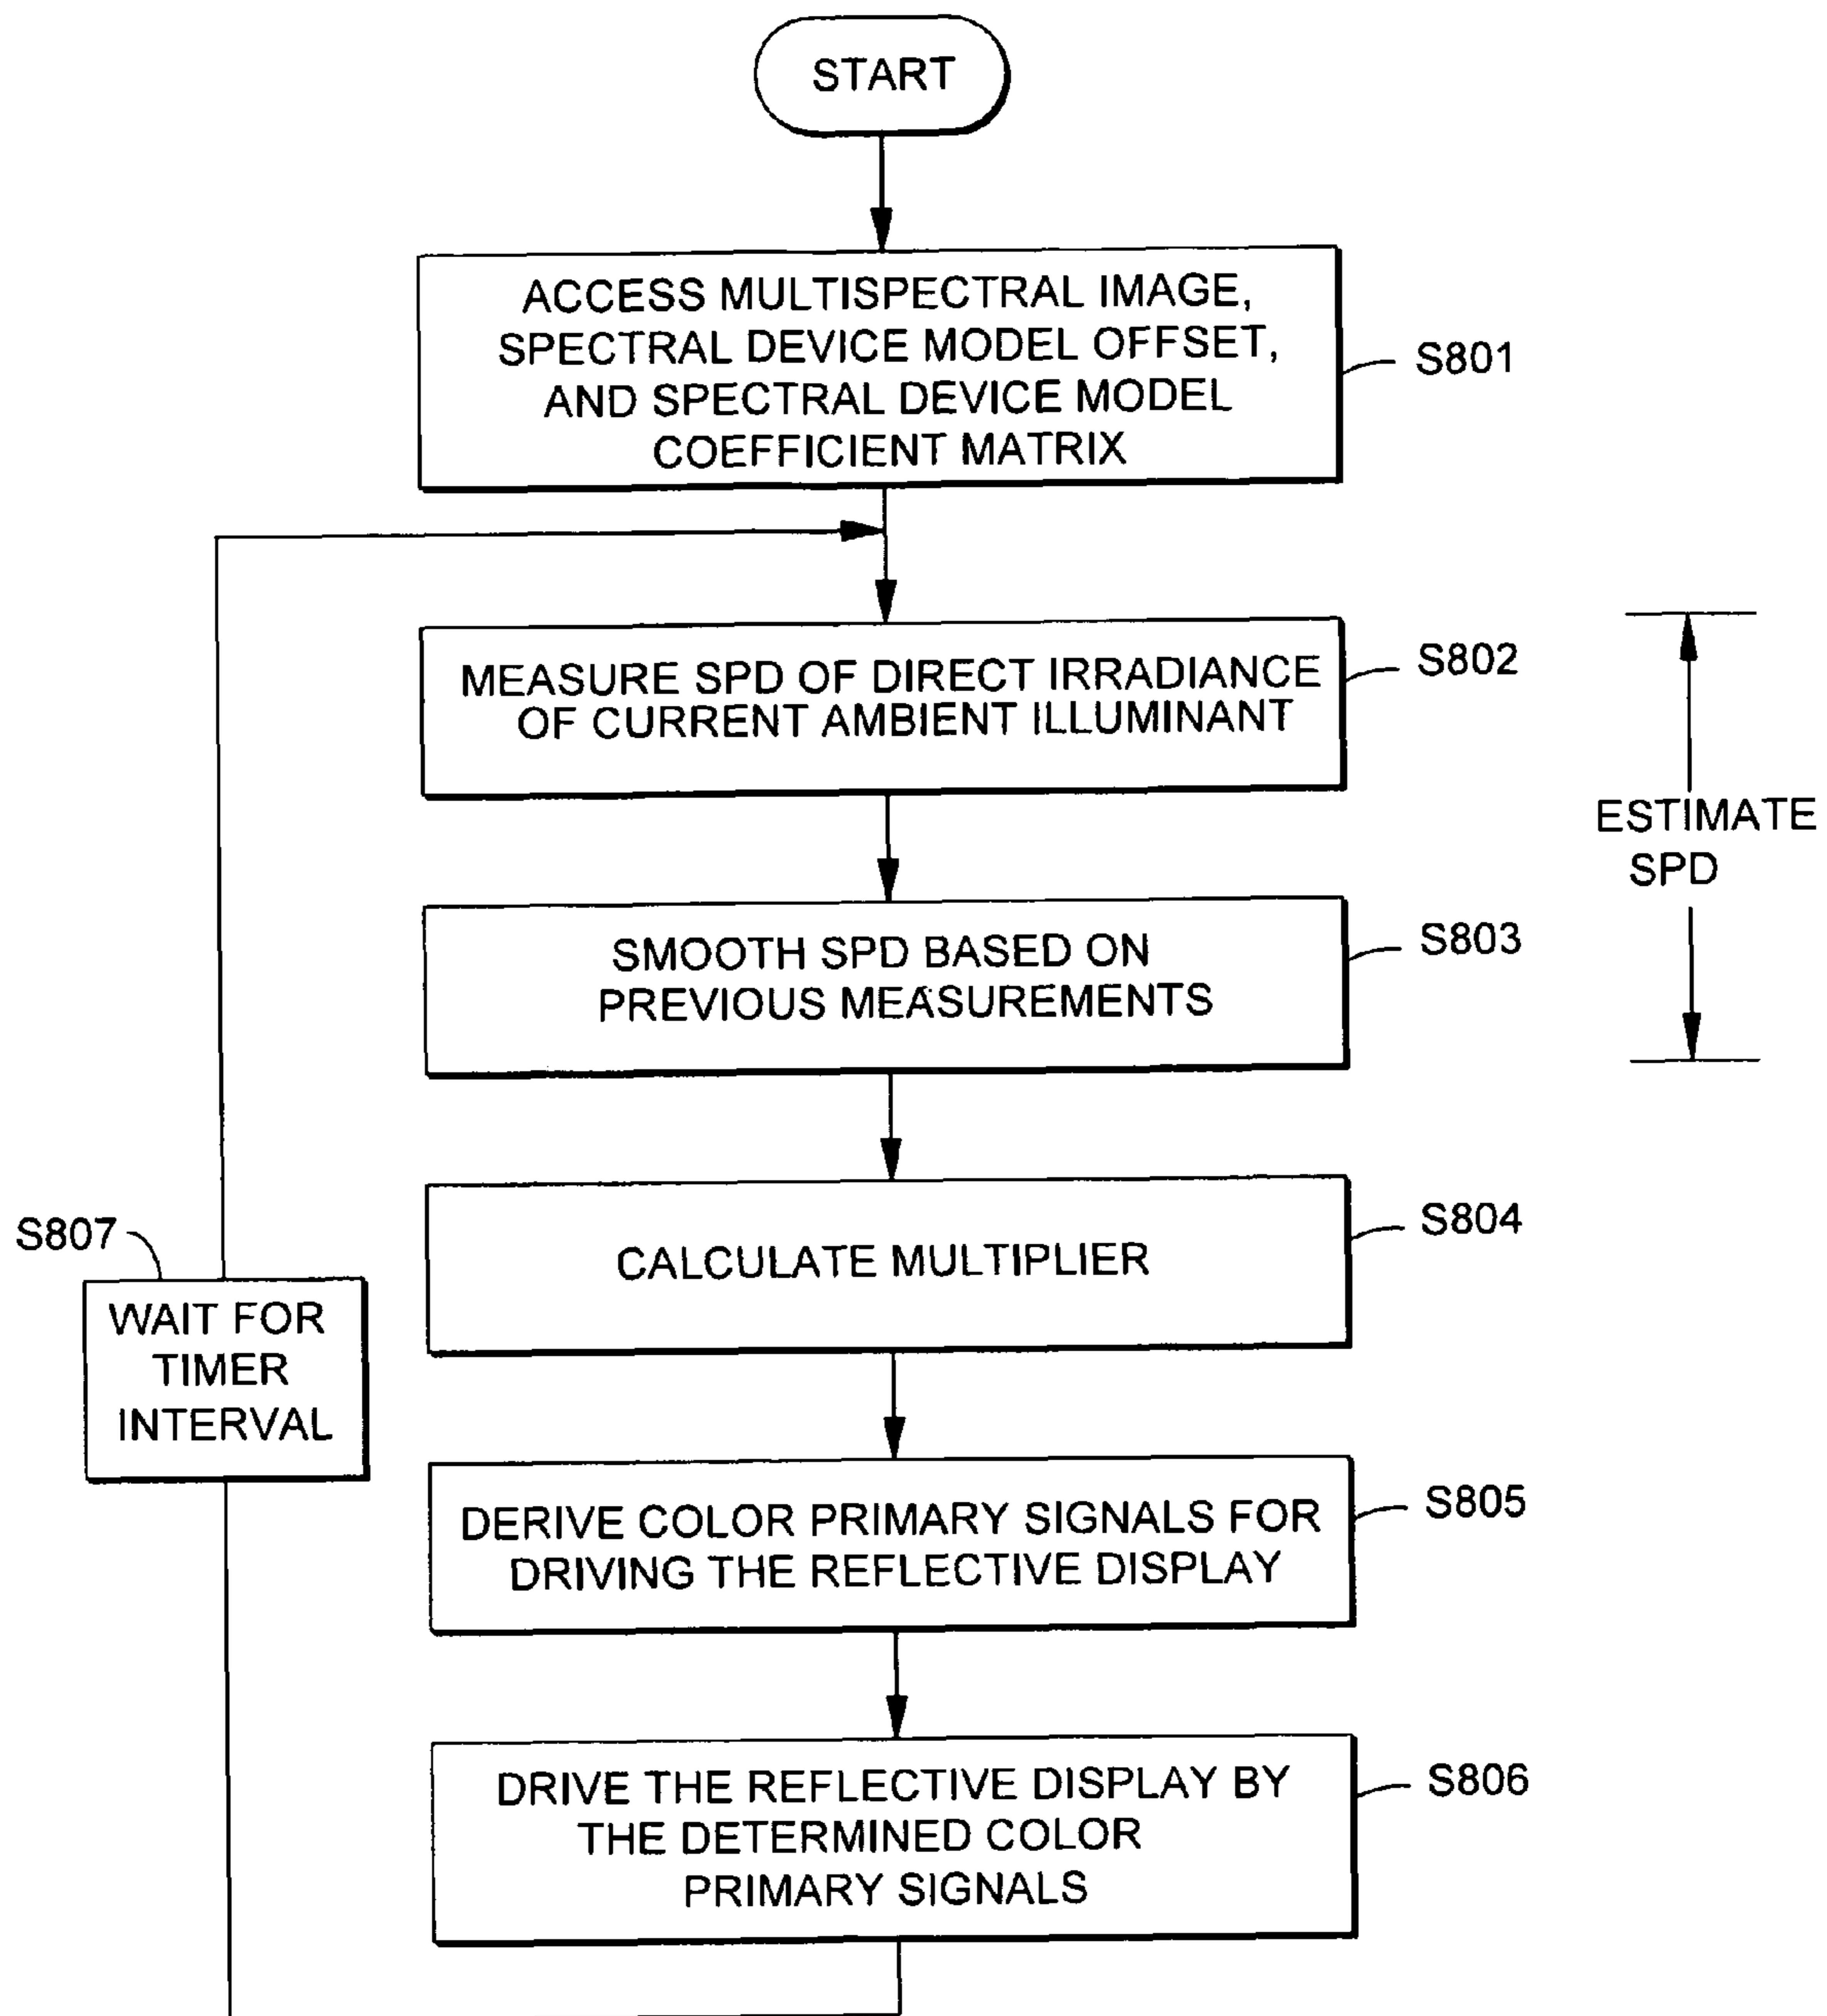 START
ACCESS MULTISPECTRAL IMAGE,
SPECTRAL DEVICE MODEL OFFSET,
AND SPECTRAL DEVICE MODEL
COEFFICIENT MATRIX
S801
MEASURE SPD OF DIRECT IRRADIANCE
OF CURRENT AMBIENT ILLUMINANT
S802
ESTIMATE
SPD
SMOOTH SPD BASED ON
PREVIOUS MEASUREMENTS
S803
CALCULATE MULTIPLIER
S804
S807
WAIT FOR
TIMER
INTERVAL
DERIVE COLOR PRIMARY SIGNALS FOR
DRIVING THE REFLECTIVE DISPLAY
S805
DRIVE THE REFLECTIVE DISPLAY BY
THE DETERMINED COLOR
PRIMARY SIGNALS
S806